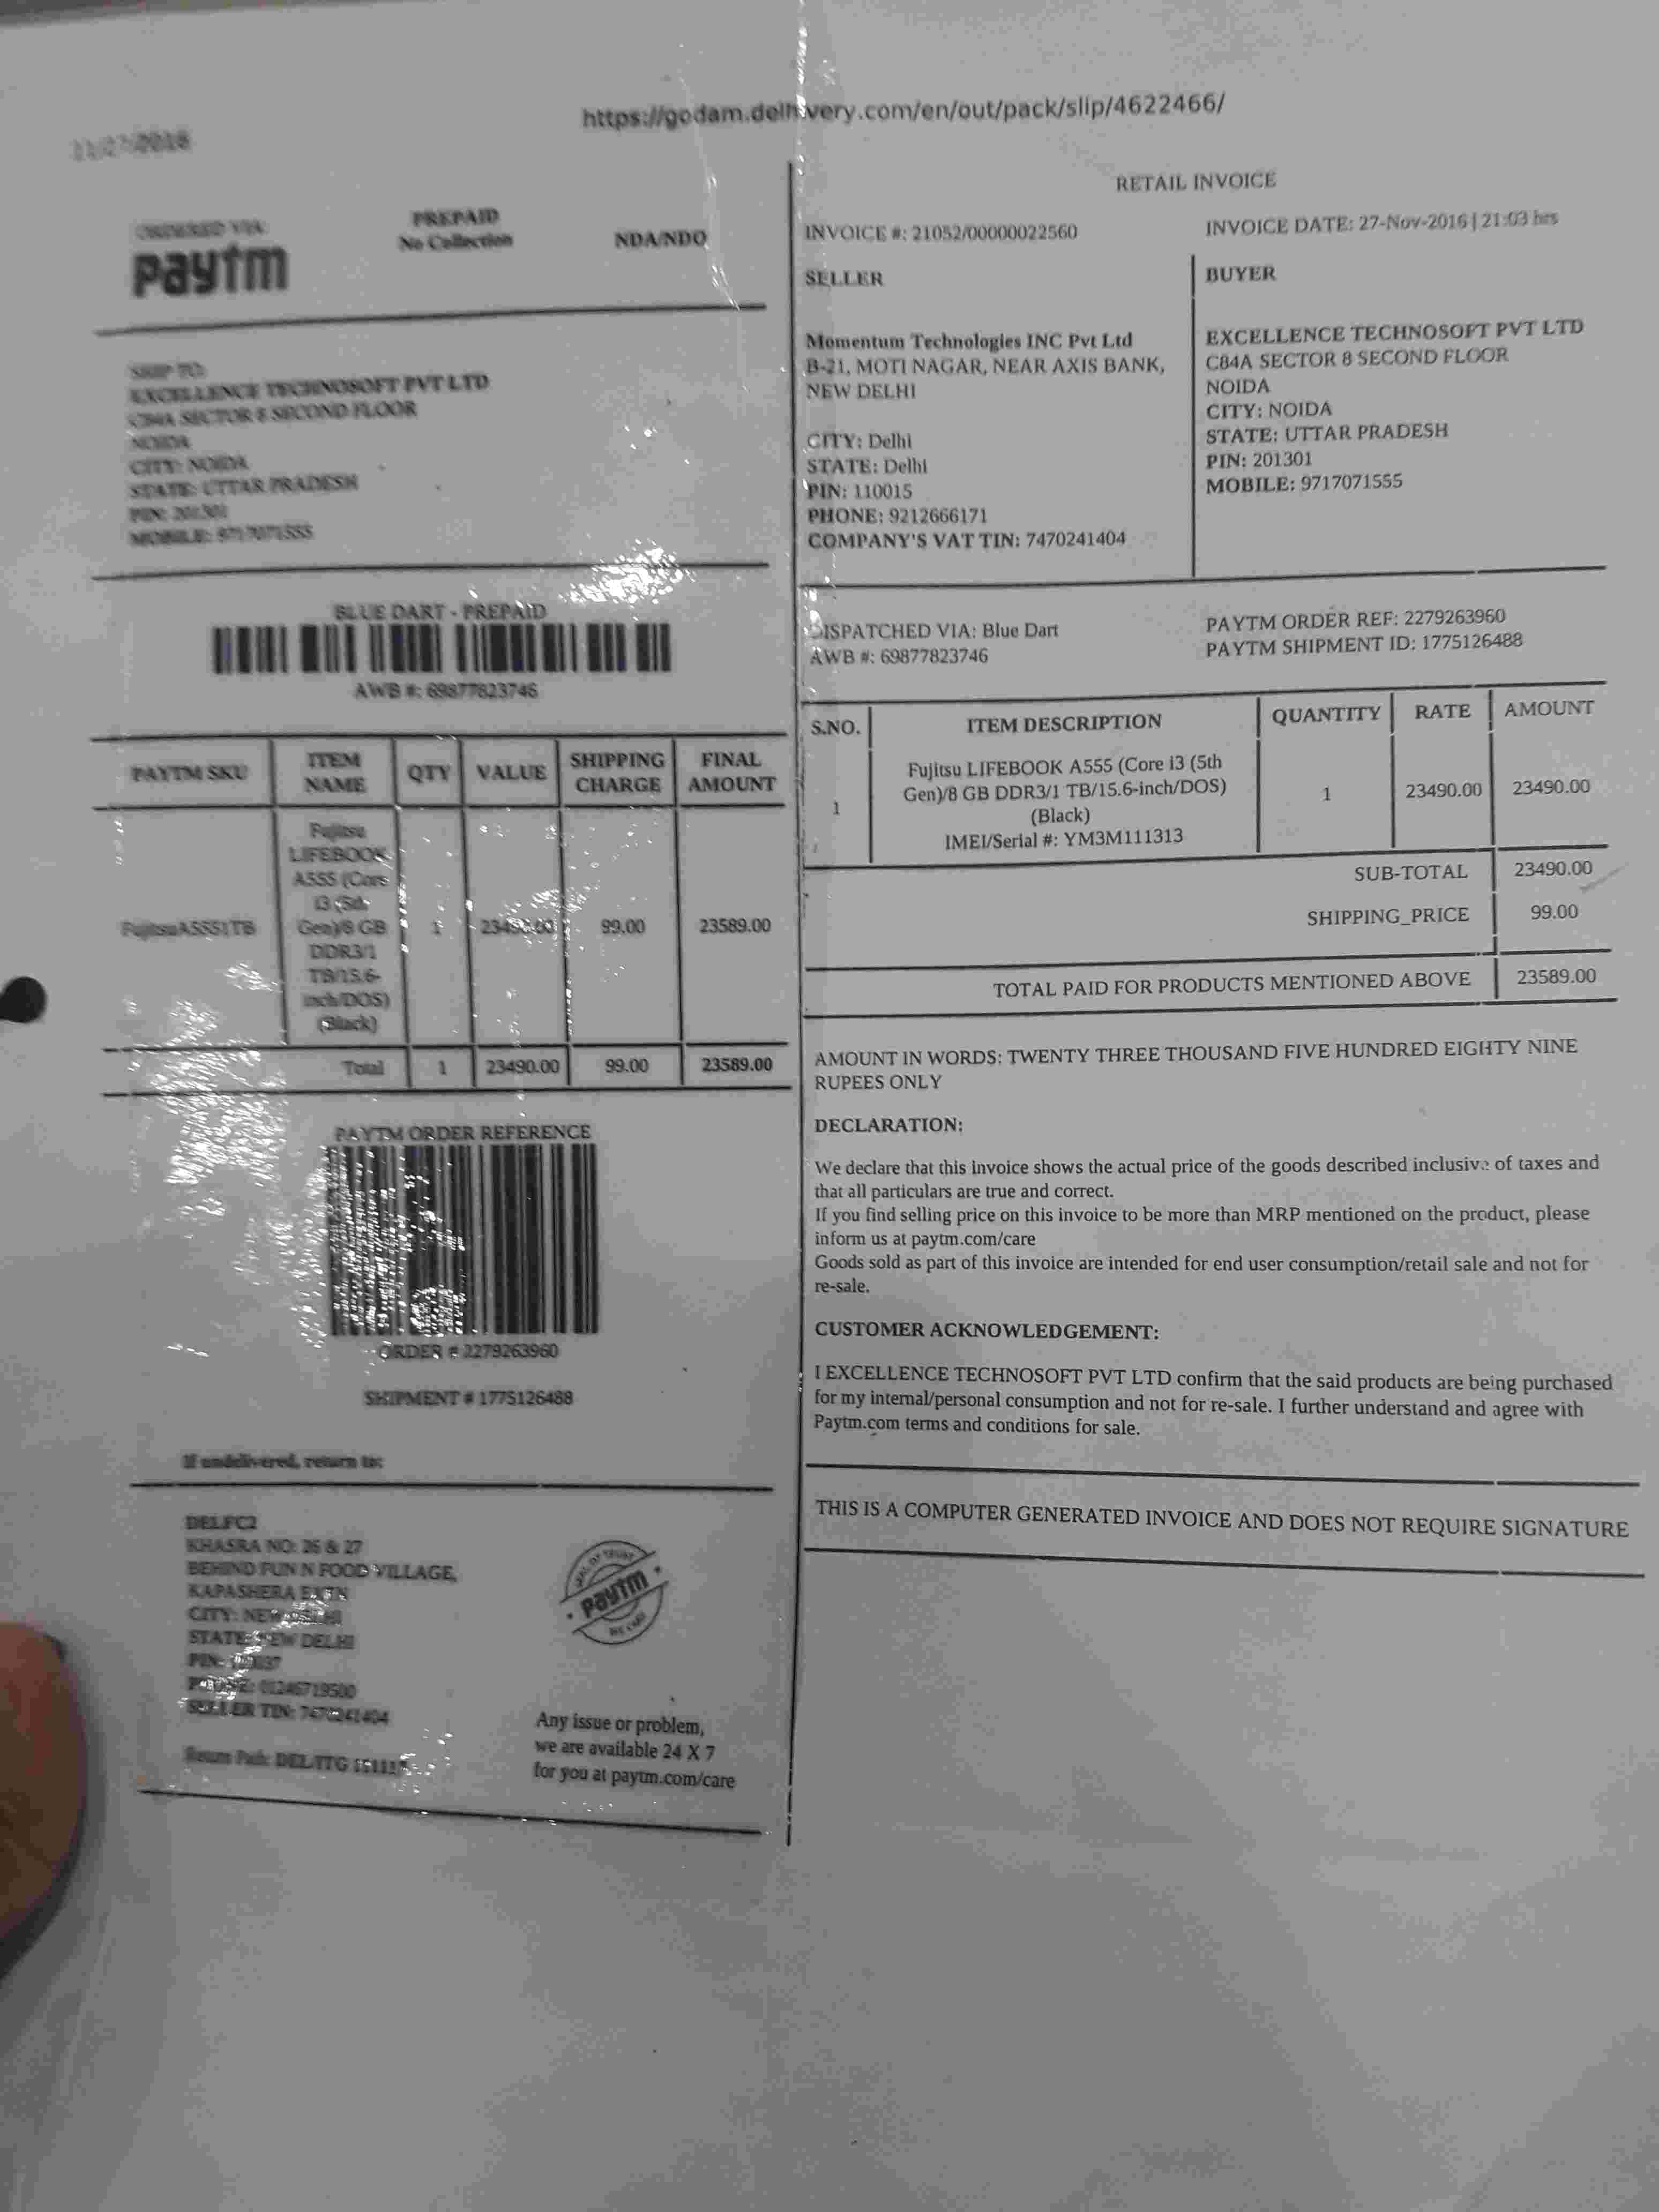 https://godam.delhivery.com/en/out/pack/slip/4622466/
11/27/2016
ORDERED VIA:
paytm
PREPAID
No Collection
NDA/NDO
SHIP TO:
EXCELLENCE TECHNOSOFT PVT LTD
C84A SECTOR 8 SECOND FLOOR
NOIDA
CITY: NOIDA
STATE: UTTAR PRADESH
PIN: 201301
MOBILE: 9717071555
BLUE DART - PREPAID
AWB #: 69877823746
PAYTM SKU
ITEM NAME
QTY
VALUE
SHIPPING CHARGE
FINAL AMOUNT
FujitsuA5551TB
Fujitsu
LIFEBOOK
A555 (Core
i3 (5th
Gen)/8 GB
DDR3/1
TB/15.6-
inch/DOS)
(Black)
1
23490.00
99.00
23589.00
Total 1 23490.00 99.00 23589.00
PAYTM ORDER REFERENCE
ORDER # 2279263960
SHIPMENT # 1775126488
If undelivered, return to:
DELFC2
KHASRA NO: 26 & 27
BEHIND FUN N FOOD VILLAGE,
KAPASHERA EXTN
CITY: NEW DELHI
STATE: NEW DELHI
PIN:
PHONE: 01246719500
SELLER TIN: 7470241404
Return Path: DEL/TTG
SEAL OF TRUST
paytm
WE CARE
Any issue or problem,
we are available 24 X 7
for you at paytm.com/care
RETAIL INVOICE
INVOICE #: 21052/00000022560
INVOICE DATE: 27-Nov-2016 | 21:03 hrs
SELLER
Momentum Technologies INC Pvt Ltd
B-21, MOTI NAGAR, NEAR AXIS BANK,
NEW DELHI
CITY: Delhi
STATE: Delhi
PIN: 110015
PHONE: 9212666171
COMPANY'S VAT TIN: 7470241404
BUYER
EXCELLENCE TECHNOSOFT PVT LTD
C84A SECTOR 8 SECOND FLOOR
NOIDA
CITY: NOIDA
STATE: UTTAR PRADESH
PIN: 201301
MOBILE: 9717071555
DISPATCHED VIA: Blue Dart
AWB #: 69877823746
PAYTM ORDER REF: 2279263960
PAYTM SHIPMENT ID: 1775126488
S.NO. ITEM DESCRIPTION QUANTITY RATE AMOUNT
1
Fujitsu LIFEBOOK A555 (Core i3 (5th
Gen)/8 GB DDR3/1 TB/15.6-inch/DOS)
(Black)
IMEI/Serial #: YM3M111313
1
23490.00
23490.00
SUB-TOTAL 23490.00
SHIPPING_PRICE 99.00
TOTAL PAID FOR PRODUCTS MENTIONED ABOVE 23589.00
AMOUNT IN WORDS: TWENTY THREE THOUSAND FIVE HUNDRED EIGHTY NINE
RUPEES ONLY
DECLARATION:
We declare that this invoice shows the actual price of the goods described inclusive of taxes and
that all particulars are true and correct.
If you find selling price on this invoice to be more than MRP mentioned on the product, please
inform us at paytm.com/care
Goods sold as part of this invoice are intended for end user consumption/retail sale and not for
re-sale.
CUSTOMER ACKNOWLEDGEMENT:
I EXCELLENCE TECHNOSOFT PVT LTD confirm that the said products are being purchased
for my internal/personal consumption and not for re-sale. I further understand and agree with
Paytm.com terms and conditions for sale.
THIS IS A COMPUTER GENERATED INVOICE AND DOES NOT REQUIRE SIGNATURE